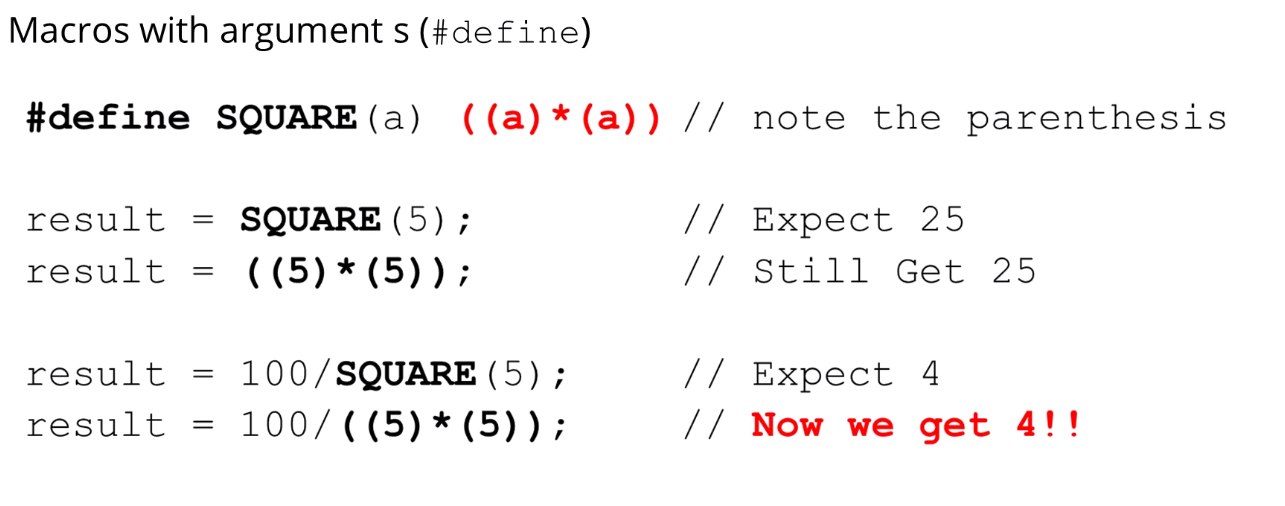 Macros with argument s (#define)
#define SQUARE(a) ((a)*(a)) // note the parenthesis
result = SQUARE(5); // Expect 25
result = ((5)*(5)); // Still Get 25
result = 100/SQUARE(5); // Expect 4
result = 100/((5)*(5)); // Now we get 4!!